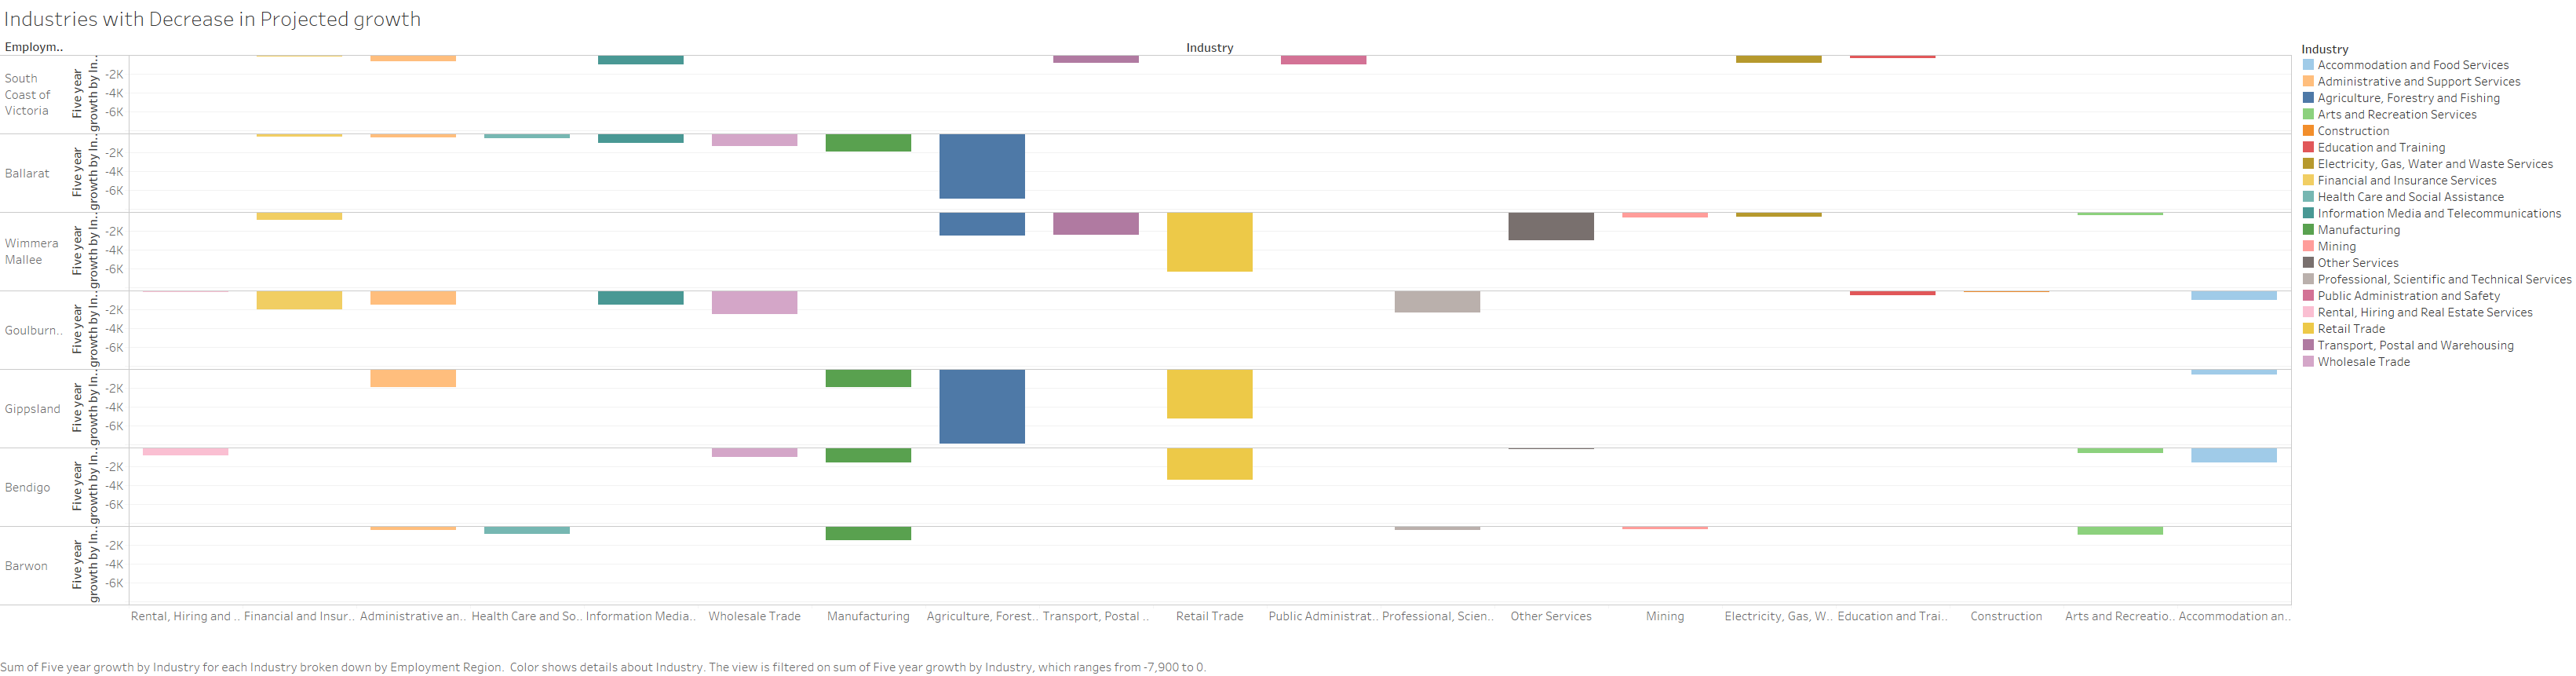 Industries with Decrease in Projected growth
Employm..
Industry
South
Coast of
Victoria
Five year
growth by In..
-2K
-4K
-6K
Ballarat
Five year
growth by In..
-2K
-4K
-6K
Wimmera
Mallee
Five year
growth by In..
-2K
-4K
-6K
Goulburn..
Five year
growth by In..
-2K
-4K
-6K
Gippsland
Five year
growth by In..
-2K
-4K
-6K
Bendigo
Five year
growth by In..
-2K
-4K
-6K
Barwon
Five year
growth by In..
-2K
-4K
-6K
Rental, Hiring and ..
Financial and Insur..
Administrative an..
Health Care and So..
Information Media..
Wholesale Trade
Manufacturing
Agriculture, Forest..
Transport, Postal ..
Retail Trade
Public Administrat..
Professional, Scien..
Other Services
Mining
Electricity, Gas, W..
Education and Trai..
Construction
Arts and Recreatio..
Accommodation an..
Industry
Accommodation and Food Services
Administrative and Support Services
Agriculture, Forestry and Fishing
Arts and Recreation Services
Construction
Education and Training
Electricity, Gas, Water and Waste Services
Financial and Insurance Services
Health Care and Social Assistance
Information Media and Telecommunications
Manufacturing
Mining
Other Services
Professional, Scientific and Technical Services
Public Administration and Safety
Rental, Hiring and Real Estate Services
Retail Trade
Transport, Postal and Warehousing
Wholesale Trade
Sum of Five year growth by Industry for each Industry broken down by Employment Region.  Color shows details about Industry. The view is filtered on sum of Five year growth by Industry, which ranges from -7,900 to 0.